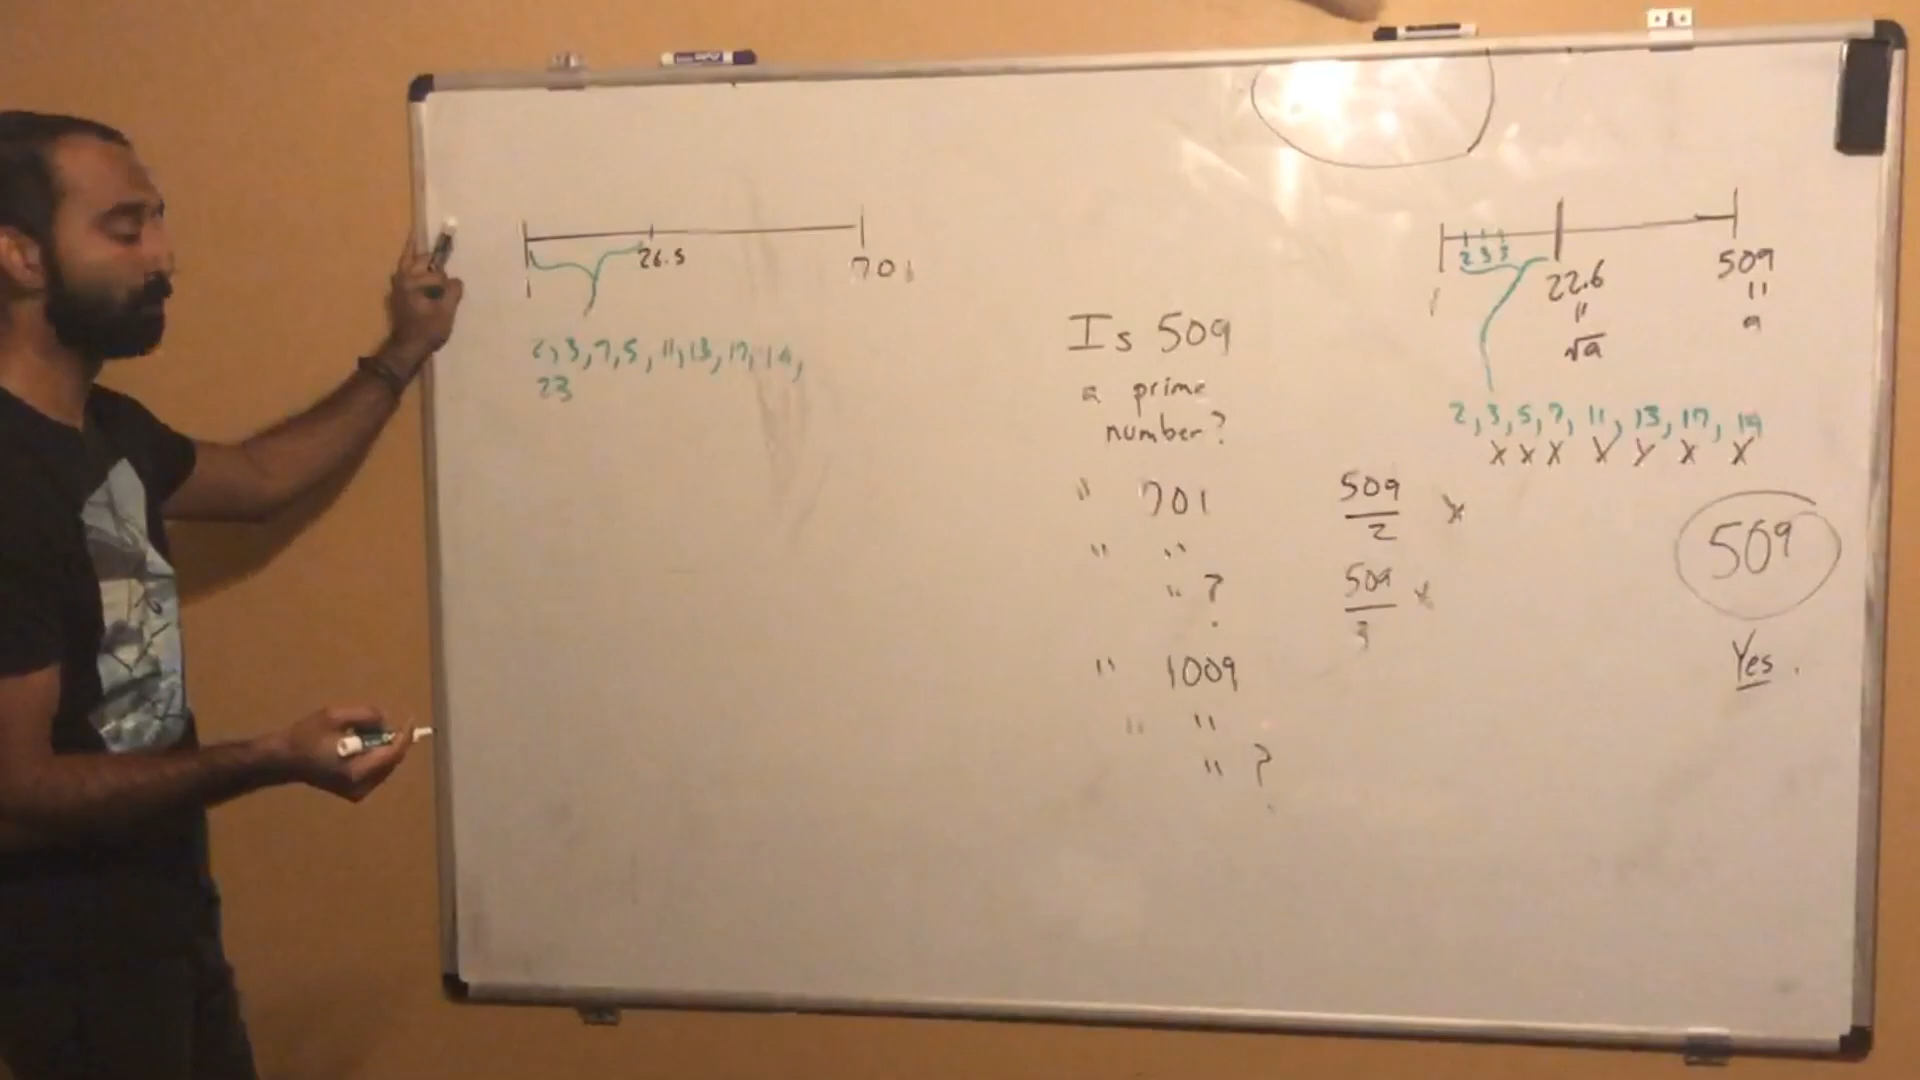 26.5
701
1
2, 3, 7, 5, 11, 13, 17, 19,
23
Is 509
a prime
number?
" 701
" "
" ?
" 1009
" "
" ?
509
2
x
509
3
x
2 3 5
1
22.6
"
√a
509
"
a
2, 3, 5, 7, 11, 13, 17, 19
x x x x x x x
509
Yes.